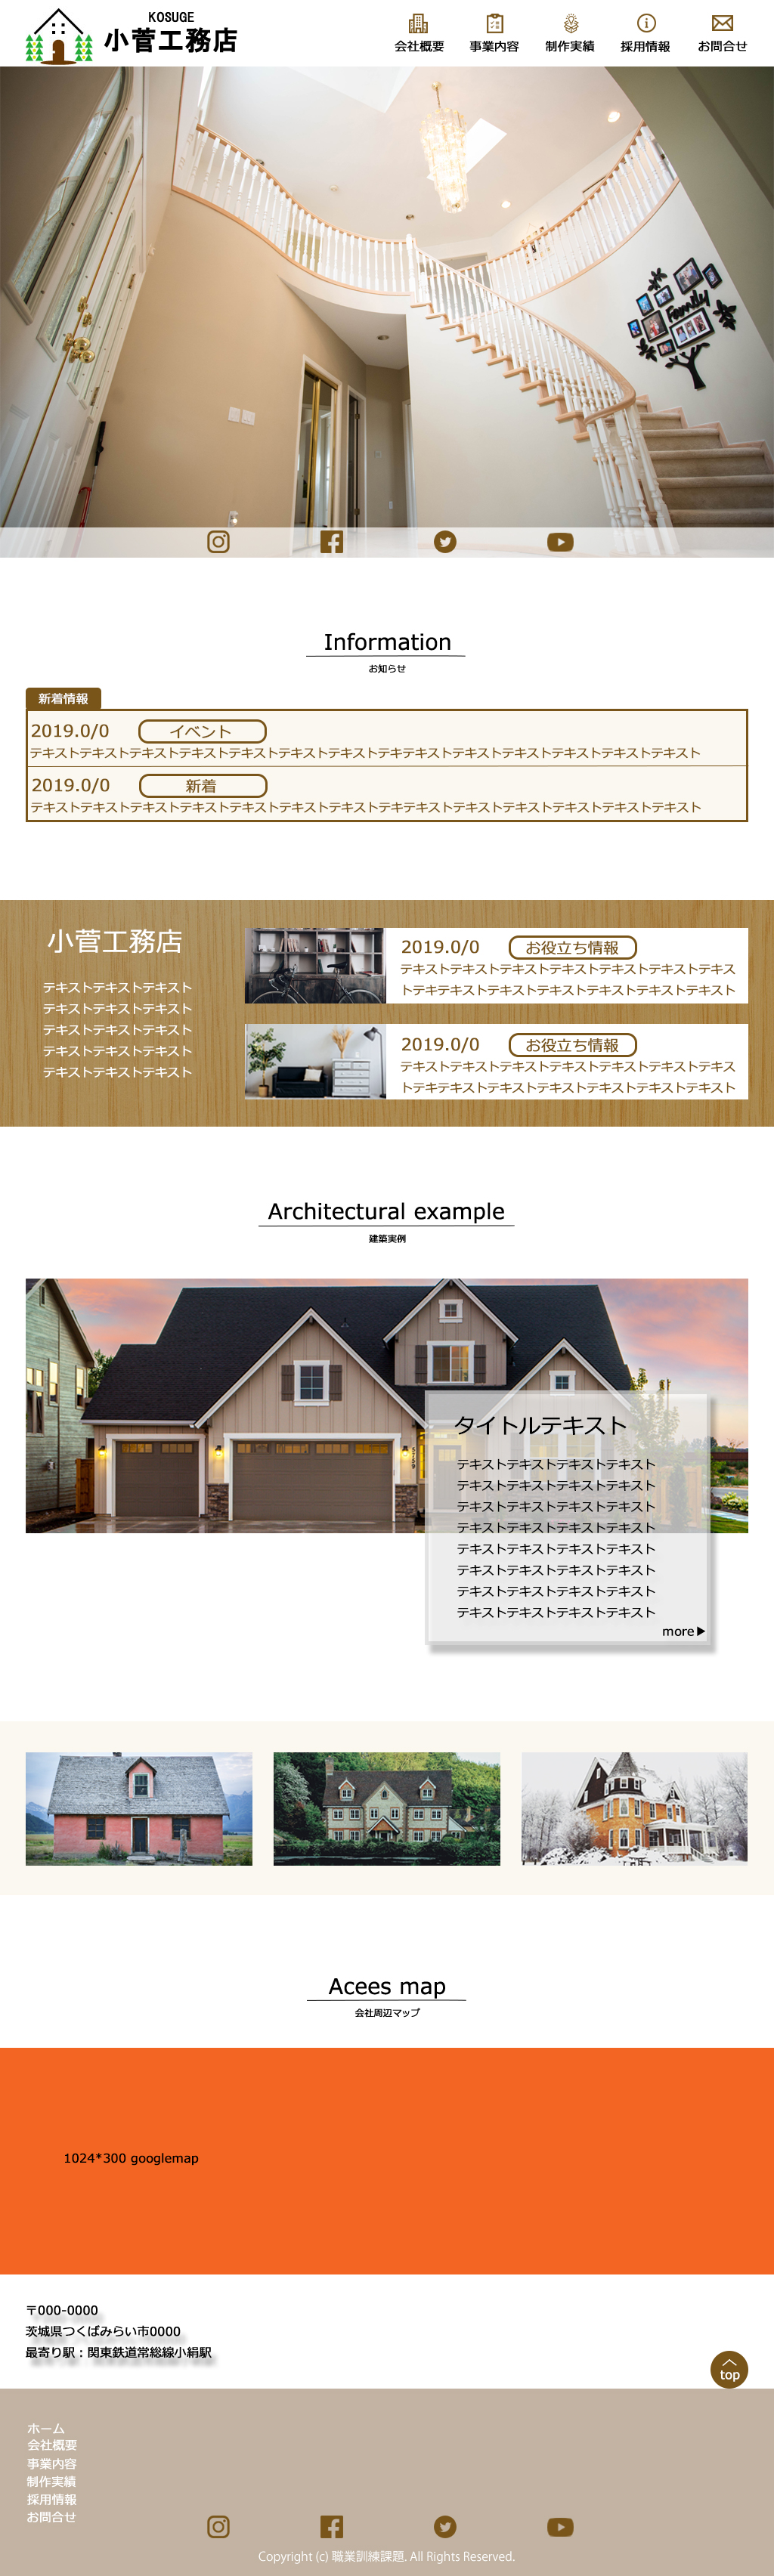 KOSUGE
小菅工務店
会社概要
事業内容
制作実績
採用情報
お問合せ
Family
Information
お知らせ
新着情報
2019.0/0 イベント
テキストテキストテキストテキストテキストテキストテキストテキテキストテキストテキストテキストテキストテキスト
2019.0/0 新着
テキストテキストテキストテキストテキストテキストテキストテキテキストテキストテキストテキストテキストテキスト
小菅工務店
テキストテキストテキスト
テキストテキストテキスト
テキストテキストテキスト
テキストテキストテキスト
テキストテキストテキスト
2019.0/0 お役立ち情報
テキストテキストテキストテキストテキストテキストテキス
トテキテキストテキストテキストテキストテキストテキスト
2019.0/0 お役立ち情報
テキストテキストテキストテキストテキストテキストテキス
トテキテキストテキストテキストテキストテキストテキスト
Architectural example
建築実例
タイトルテキスト
テキストテキストテキストテキスト
テキストテキストテキストテキスト
テキストテキストテキストテキスト
テキストテキストテキストテキスト
テキストテキストテキストテキスト
テキストテキストテキストテキスト
テキストテキストテキストテキスト
テキストテキストテキストテキスト
more▶
Acees map
会社周辺マップ
1024*300 googlemap
〒000-0000
茨城県つくばみらい市0000
最寄り駅：関東鉄道常総線小絹駅
top
ホーム
会社概要
事業内容
制作実績
採用情報
お問合せ
Copyright (c) 職業訓練課題. All Rights Reserved.